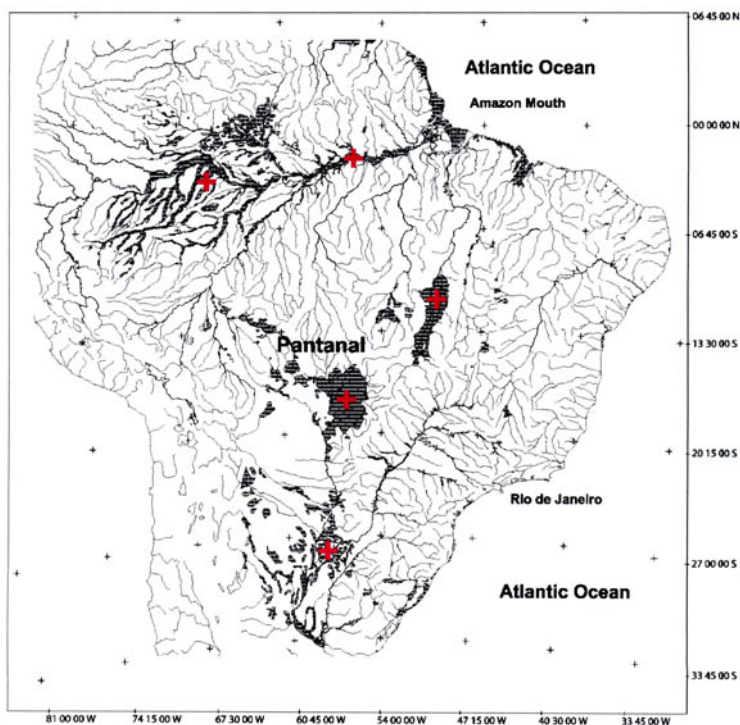 06 45 00 N
Atlantic Ocean
Amazon Mouth
00 00 00 N
06 45 00 S
Pantanal
13 30 00 S
20 15 00 S
Rio de Janeiro
27 00 00 S
Atlantic Ocean
33 45 00 S
81 00 00 W 74 15 00 W 67 30 00 W 60 45 00 W 54 00 00 W 47 15 00 W 40 30 00 W 33 45 00 W